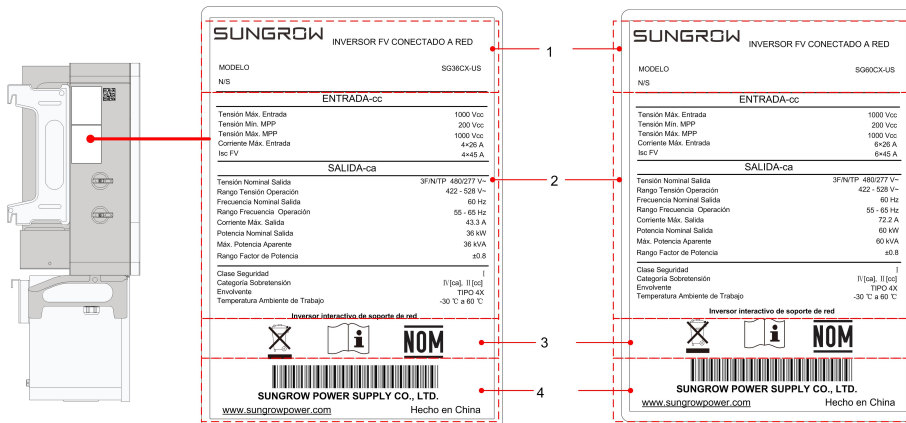 SUNGROW
INVERSOR FV CONECTADO A RED
MODELO SG36CX-US
N/S
ENTRADA-cc
Tensión Máx. Entrada 1000 Vcc
Tensión Mín. MPP 200 Vcc
Tensión Máx. MPP 1000 Vcc
Corriente Máx. Entrada 4×26 A
Isc FV 4×45 A
SALIDA-ca
Tensión Nominal Salida 3F/N/TP 480/277 V~
Rango Tensión Operación 422 - 528 V~
Frecuencia Nominal Salida 60 Hz
Rango Frecuencia Operación 55 - 65 Hz
Corriente Máx. Salida 43.3 A
Potencia Nominal Salida 36 kW
Máx. Potencia Aparente 36 kVA
Rango Factor de Potencia ±0.8
Clase Seguridad I
Categoría Sobretensión IV[ca], II[cc]
Envolvente TIPO 4X
Temperatura Ambiente de Trabajo -30 ℃ a 60 ℃
Inversor interactivo de soporte de red
NOM
SUNGROW POWER SUPPLY CO., LTD.
www.sungrowpower.com Hecho en China
1
2
3
4
SUNGROW
INVERSOR FV CONECTADO A RED
MODELO SG60CX-US
N/S
ENTRADA-cc
Tensión Máx. Entrada 1000 Vcc
Tensión Mín. MPP 200 Vcc
Tensión Máx. MPP 1000 Vcc
Corriente Máx. Entrada 6×26 A
Isc FV 6×45 A
SALIDA-ca
Tensión Nominal Salida 3F/N/TP 480/277 V~
Rango Tensión Operación 422 - 528 V~
Frecuencia Nominal Salida 60 Hz
Rango Frecuencia Operación 55 - 65 Hz
Corriente Máx. Salida 72.2 A
Potencia Nominal Salida 60 kW
Máx. Potencia Aparente 60 kVA
Rango Factor de Potencia ±0.8
Clase Seguridad I
Categoría Sobretensión IV[ca], II[cc]
Envolvente TIPO 4X
Temperatura Ambiente de Trabajo -30 ℃ a 60 ℃
Inversor interactivo de soporte de red
NOM
SUNGROW POWER SUPPLY CO., LTD.
www.sungrowpower.com Hecho en China